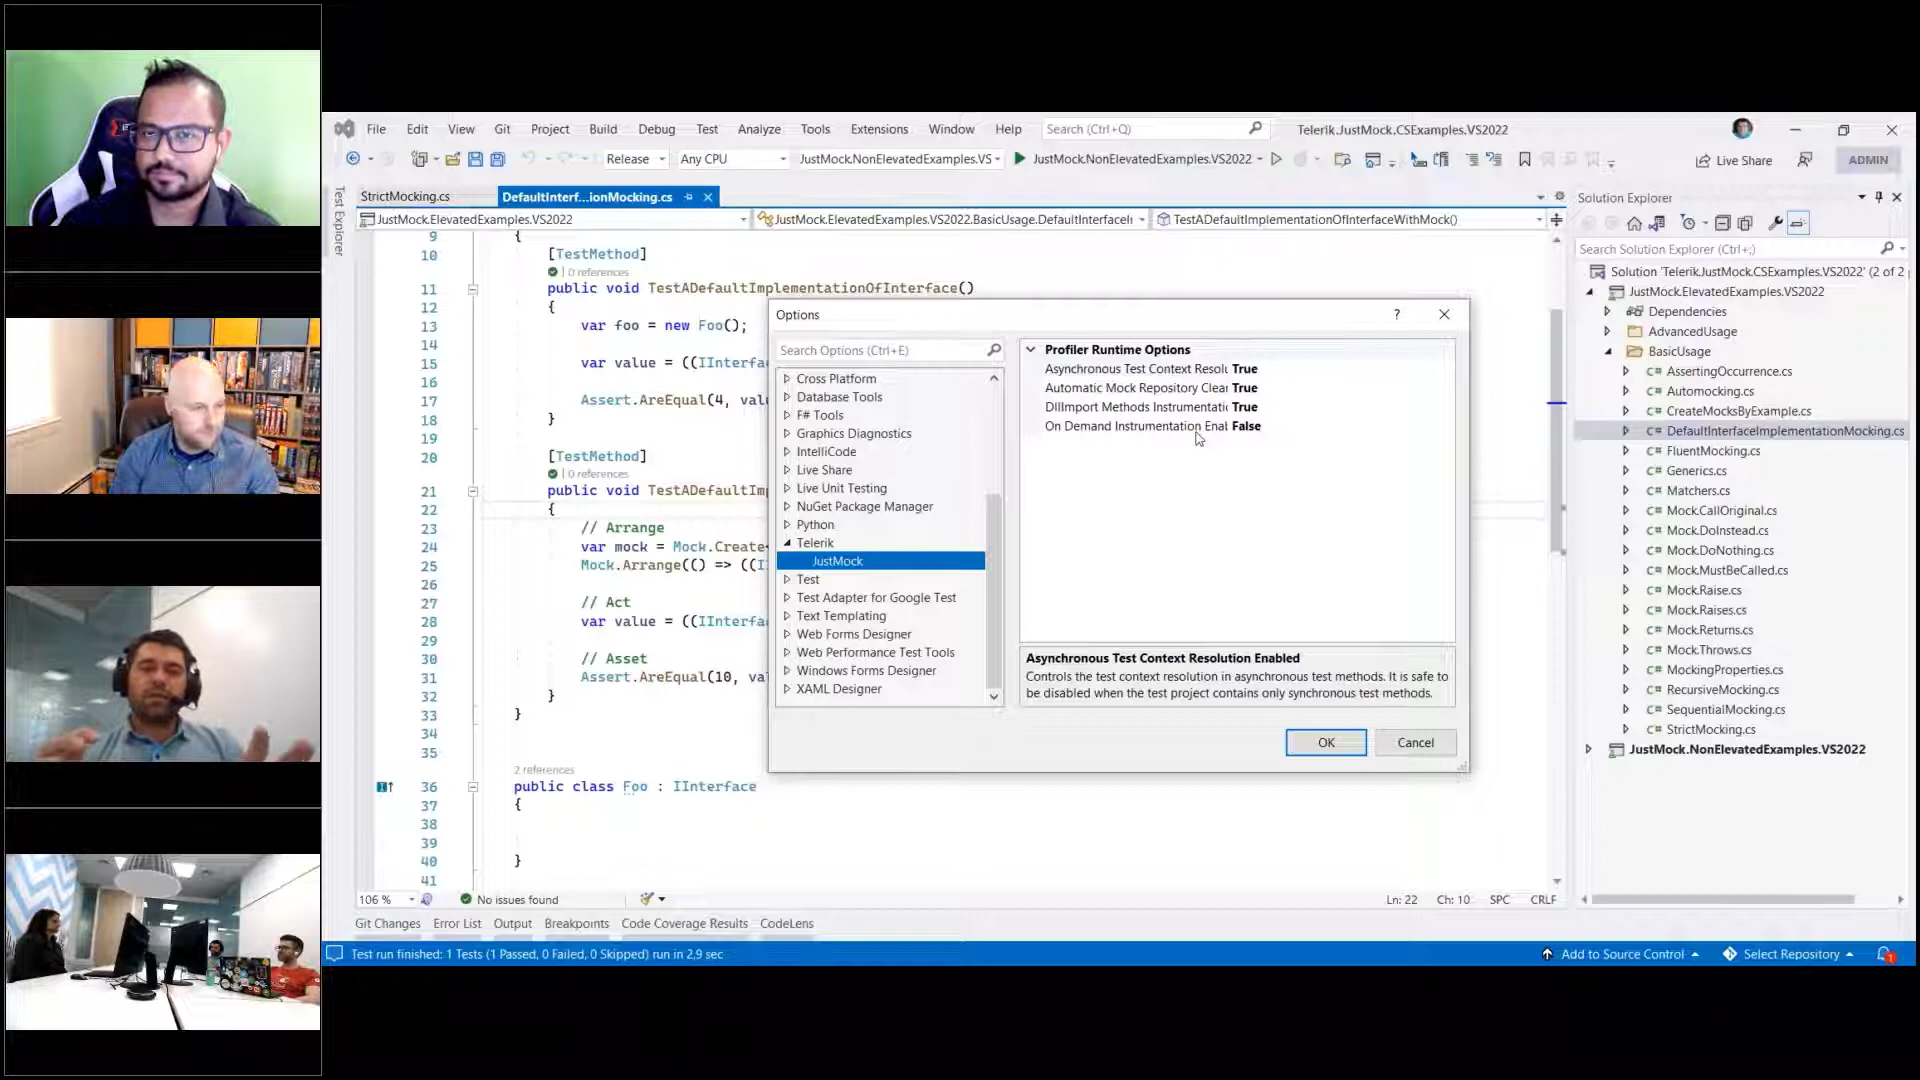 File Edit View Git Project Build Debug Test Analyze Tools Extensions Window Help Search (Ctrl+Q) Telerik.JustMock.CSExamples.VS2022
Release Any CPU JustMock.NonElevatedExamples.VS JustMock.NonElevatedExamples.VS2022 Live Share ADMIN
Test Explorer
StrictMocking.cs DefaultInterf...ionMocking.cs
JustMock.ElevatedExamples.VS2022 JustMock.ElevatedExamples.VS2022.BasicUsage.DefaultInterfaceI TestADefaultImplementationOfInterfaceWithMock()
9 {
10 [TestMethod]
0 references
11 public void TestADefaultImplementationOfInterface()
12 {
13 var foo = new Foo();
14
15 var value = ((IInterfa
16
17 Assert.AreEqual(4, valu
18 }
19
20 [TestMethod]
0 references
21 public void TestADefaultIm
22 {
23 // Arrange
24 var mock = Mock.Create
25 Mock.Arrange(() => ((I
26
27 // Act
28 var value = ((IInterfa
29
30 // Asset
31 Assert.AreEqual(10, va
32 }
33 }
34
35
2 references
36 public class Foo : IInterface
37 {
38
39
40 }
41
Options ?
Search Options (Ctrl+E)
Cross Platform
Database Tools
F# Tools
Graphics Diagnostics
IntelliCode
Live Share
Live Unit Testing
NuGet Package Manager
Python
Telerik
JustMock
Test
Test Adapter for Google Test
Text Templating
Web Forms Designer
Web Performance Test Tools
Windows Forms Designer
XAML Designer
Profiler Runtime Options
Asynchronous Test Context Resolu True
Automatic Mock Repository Clear True
DllImport Methods Instrumentatic True
On Demand Instrumentation Enal False
Asynchronous Test Context Resolution Enabled
Controls the test context resolution in asynchronous test methods. It is safe to
be disabled when the test project contains only synchronous test methods.
OK Cancel
Solution Explorer
Search Solution Explorer (Ctrl+;)
Solution 'Telerik.JustMock.CSExamples.VS2022' (2 of 2
JustMock.ElevatedExamples.VS2022
Dependencies
AdvancedUsage
BasicUsage
C# AssertingOccurrence.cs
C# Automocking.cs
C# CreateMocksByExample.cs
C# DefaultInterfaceImplementationMocking.cs
C# FluentMocking.cs
C# Generics.cs
C# Matchers.cs
C# Mock.CallOriginal.cs
C# Mock.DoInstead.cs
C# Mock.DoNothing.cs
C# Mock.MustBeCalled.cs
C# Mock.Raise.cs
C# Mock.Raises.cs
C# Mock.Returns.cs
C# Mock.Throws.cs
C# MockingProperties.cs
C# RecursiveMocking.cs
C# SequentialMocking.cs
C# StrictMocking.cs
JustMock.NonElevatedExamples.VS2022
106 % No issues found Ln: 22 Ch: 10 SPC CRLF
Git Changes Error List Output Breakpoints Code Coverage Results CodeLens
Test run finished: 1 Tests (1 Passed, 0 Failed, 0 Skipped) run in 2,9 sec Add to Source Control Select Repository 1